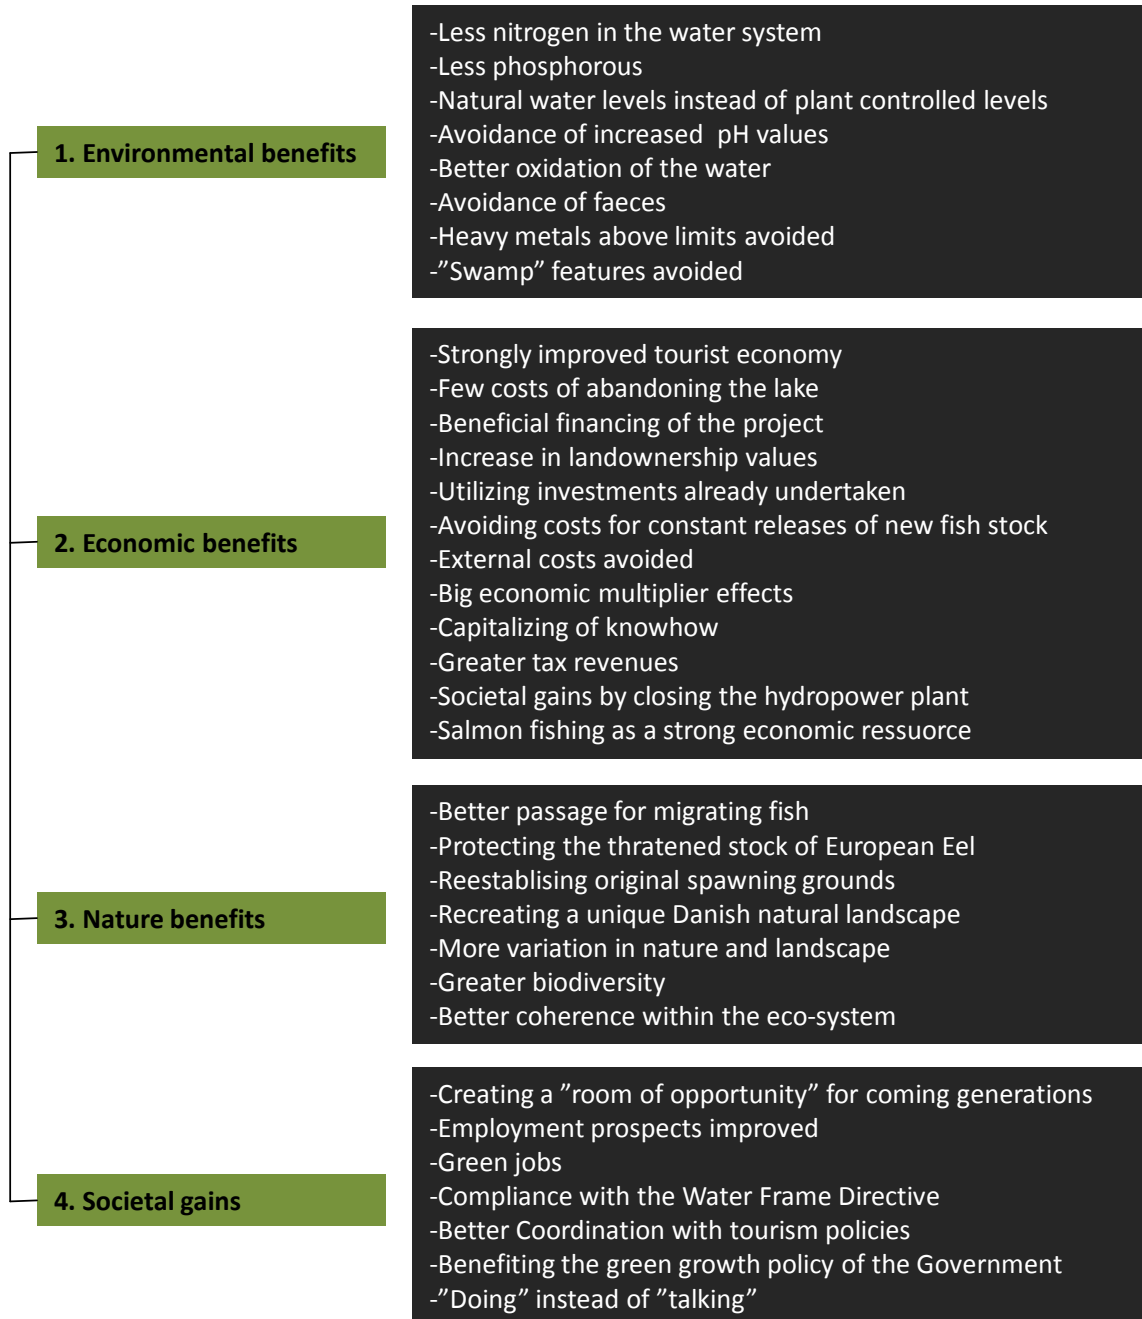 1. Environmental benefits
-Less nitrogen in the water system
-Less phosphorous
-Natural water levels instead of plant controlled levels
-Avoidance of increased  pH values
-Better oxidation of the water
-Avoidance of faeces
-Heavy metals above limits avoided
-”Swamp” features avoided
2. Economic benefits
-Strongly improved tourist economy
-Few costs of abandoning the lake
-Beneficial financing of the project
-Increase in landownership values
-Utilizing investments already undertaken
-Avoiding costs for constant releases of new fish stock
-External costs avoided
-Big economic multiplier effects
-Capitalizing of knowhow
-Greater tax revenues
-Societal gains by closing the hydropower plant
-Salmon fishing as a strong economic ressuorce
3. Nature benefits
-Better passage for migrating fish
-Protecting the thratened stock of European Eel
-Reestablising original spawning grounds
-Recreating a unique Danish natural landscape
-More variation in nature and landscape
-Greater biodiversity
-Better coherence within the eco-system
4. Societal gains
-Creating a ”room of opportunity” for coming generations
-Employment prospects improved
-Green jobs
-Compliance with the Water Frame Directive
-Better Coordination with tourism policies
-Benefiting the green growth policy of the Government
-”Doing” instead of ”talking”